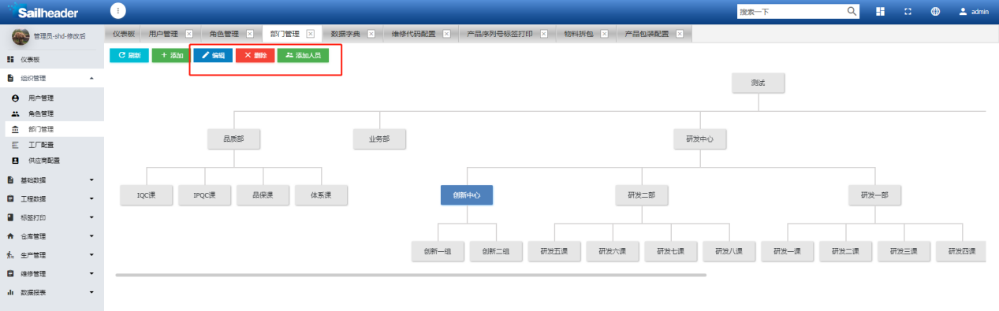 Sailheader
搜索一下
admin
管理员-shd-修改后
仪表板 用户管理 角色管理 部门管理 数据字典 维修代码配置 产品序列号标签打印 物料拆包 产品包装配置
刷新 添加 编辑 删除 添加人员
仪表板
组织管理
用户管理
角色管理
部门管理
工厂配置
供应商配置
基础数据
工程数据
标签打印
仓库管理
生产管理
维修管理
数据报表
测试
品质部 业务部 研发中心
IQC课 IPQC课 品保课 体系课 创新中心 研发二部 研发一部
创新一组 创新二组 研发五课 研发六课 研发七课 研发八课 研发一课 研发二课 研发三课 研发四课